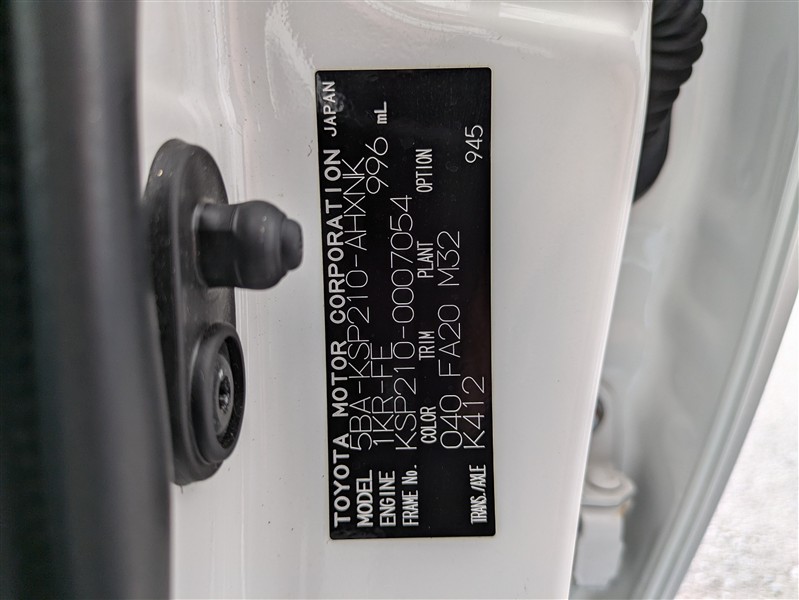 TOYOTA MOTOR CORPORATION JAPAN
MODEL 5BA-KSP210-AHXNK
ENGINE 1KR-FE 996 mL
FRAME No. KSP210-0007054
COLOR TRIM PLANT OPTION
040 FA20 M32
TRANS./AXLE K412 945